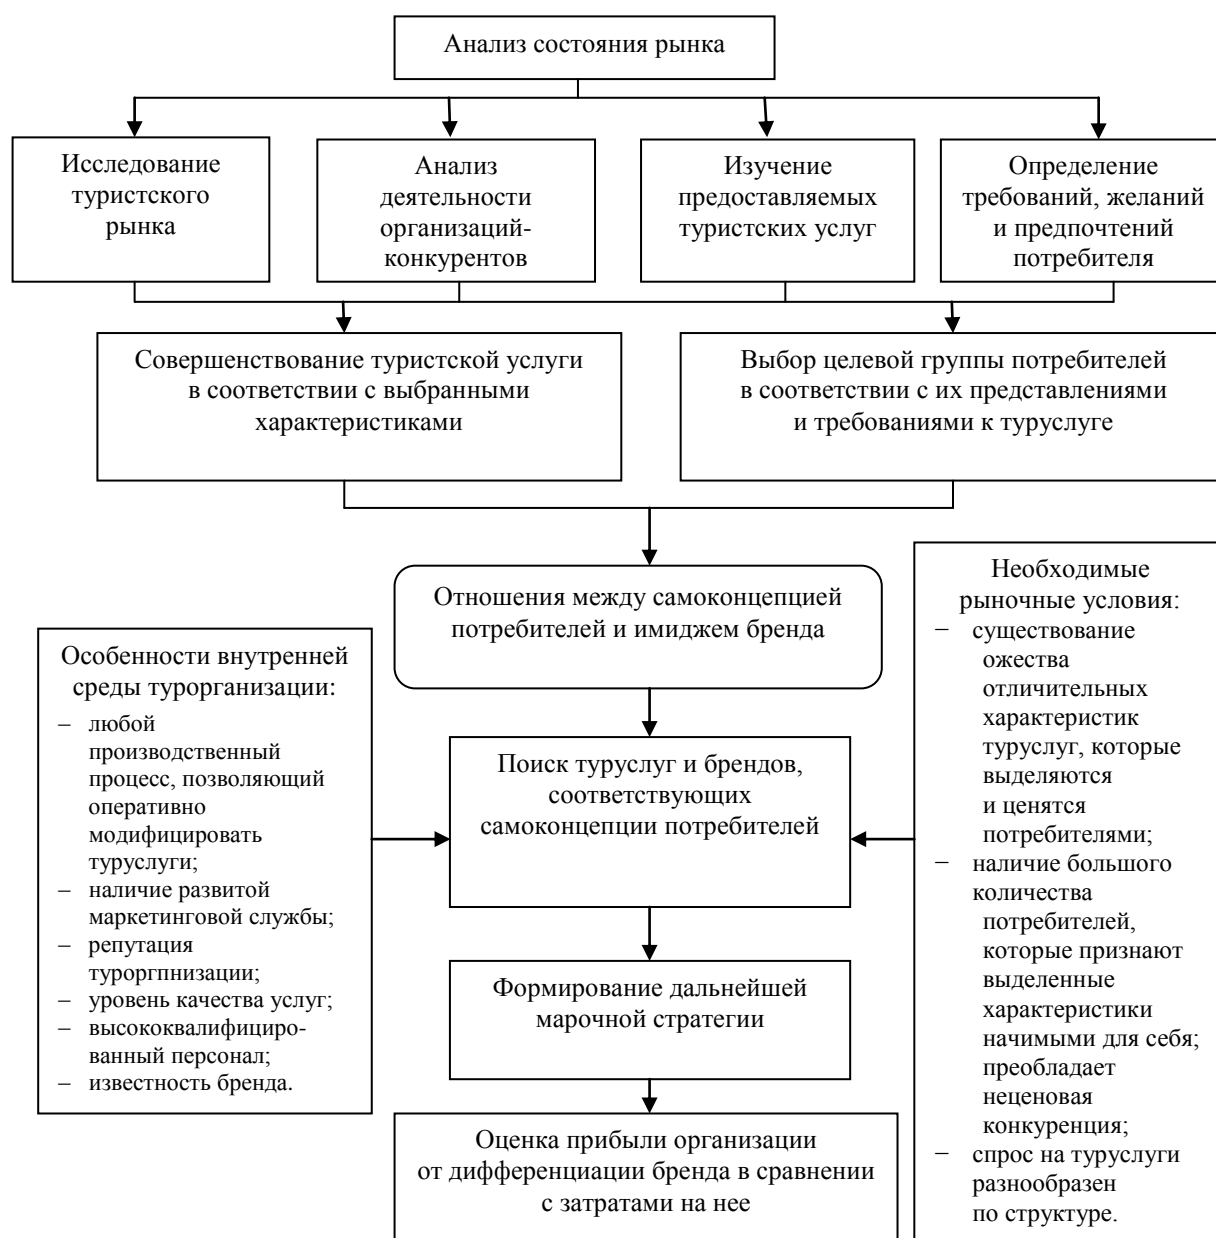 Анализ состояния рынка
Исследование
туристского
рынка
Анализ
деятельности
организаций-
конкурентов
Изучение
предоставляемых
туристских услуг
Определение
требований, желаний
и предпочтений
потребителя
Совершенствование туристской услуги
в соответствии с выбранными
характеристиками
Выбор целевой группы потребителей
в соответствии с их представлениями
и требованиями к туруслуге
Отношения между самоконцепцией
потребителей и имиджем бренда
Особенности внутренней
среды турорганизации:
– любой
производственный
процесс, позволяющий
оперативно
модифицировать
туруслуги;
– наличие развитой
маркетинговой службы;
– репутация
туроргпнизации;
– уровень качества услуг;
– высококвалифициро-
ванный персонал;
– известность бренда.
Поиск туруслуг и брендов,
соответствующих
самоконцепции потребителей
Необходимые
рыночные условия:
– существование
ожества
отличительных
характеристик
туруслуг, которые
выделяются
и ценятся
потребителями;
– наличие большого
количества
потребителей,
которые признают
выделенные
характеристики
начимыми для себя;
преобладает
неценовая
конкуренция;
– спрос на туруслуги
разнообразен
по структуре.
Формирование дальнейшей
марочной стратегии
Оценка прибыли организации
от дифференциации бренда в сравнении
с затратами на нее